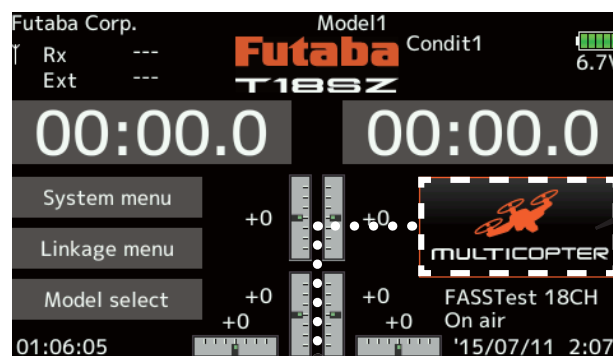 Futaba Corp.
Model1
Rx ---
Ext ---
Futaba
T18SZ
Condit1
6.7V
00:00.0
00:00.0
System menu
Linkage menu
Model select
+0
+0
+0
+0
+0
+0
MULTICOPTER
FASSTest 18CH
On air
01:06:05
'15/07/11 2:07